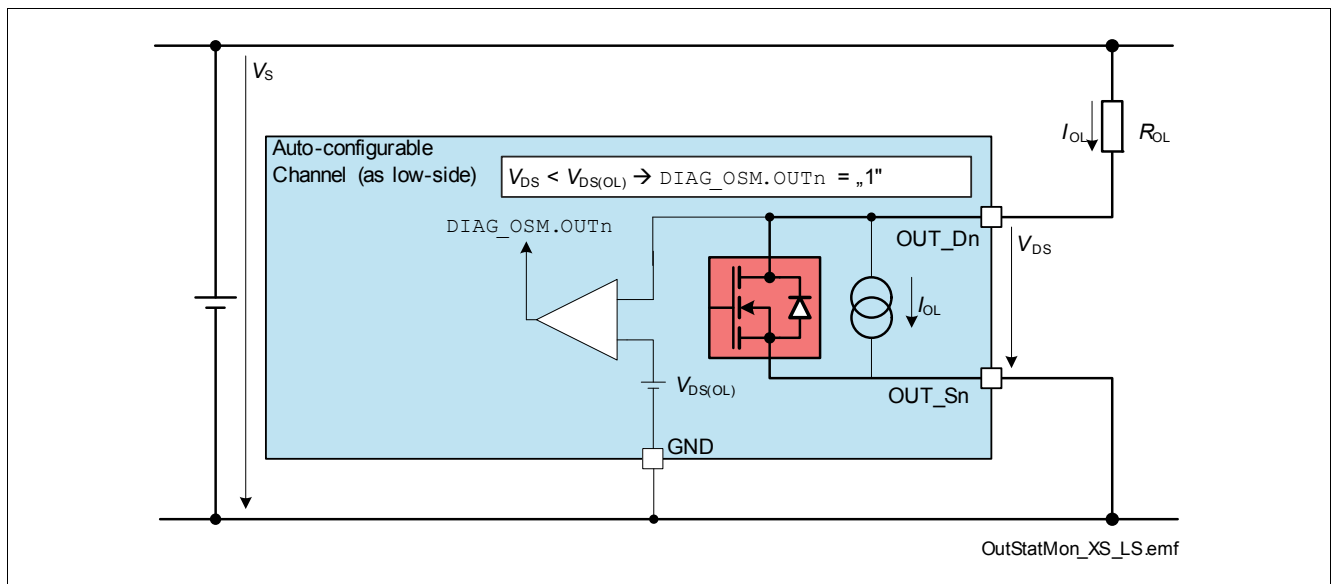 VS
Auto-configurable
Channel (as low-side)
VDS < VDS(OL) → DIAG_OSM.OUTn = „1"
DIAG_OSM.OUTn
IOL
ROL
OUT_Dn
VDS
IOL
VDS(OL)
OUT_Sn
GND
OutStatMon_XS_LS.emf